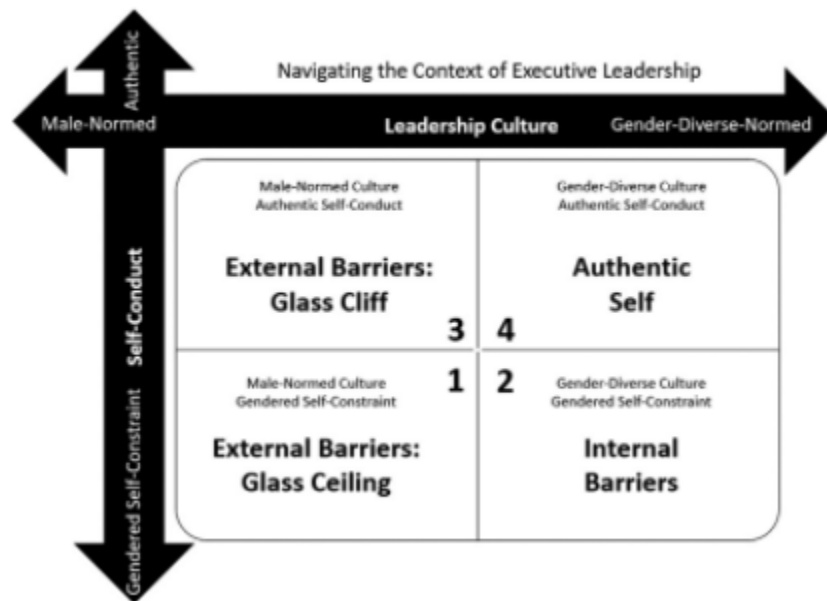 Navigating the Context of Executive Leadership
Authentic
Male-Normed
Leadership Culture
Gender-Diverse-Normed
Self-Conduct
Gendered Self-Constraint
Male-Normed Culture
Authentic Self-Conduct
External Barriers:
Glass Cliff
3
Gender-Diverse Culture
Authentic Self-Conduct
Authentic
Self
4
Male-Normed Culture
Gendered Self-Constraint
External Barriers:
Glass Ceiling
1
Gender-Diverse Culture
Gendered Self-Constraint
Internal
Barriers
2